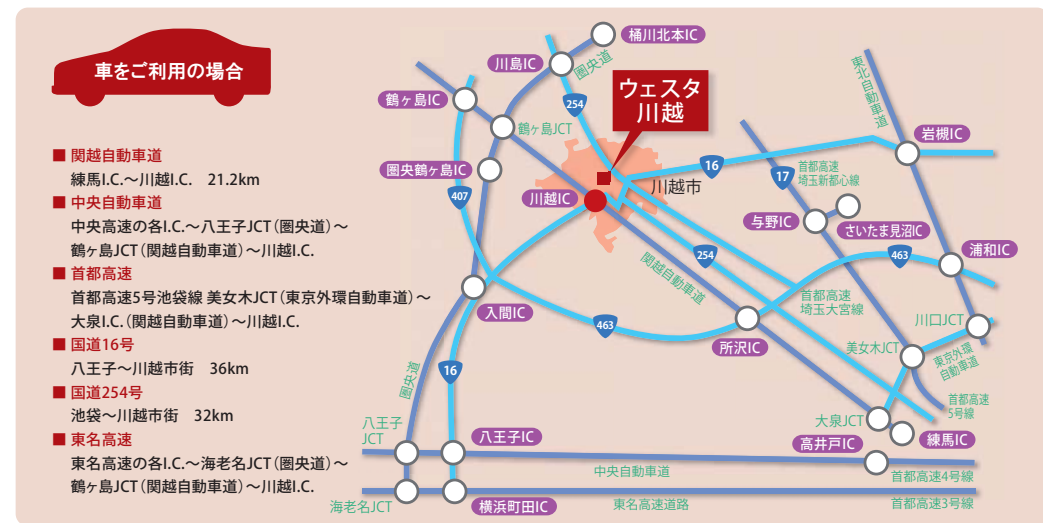 車をご利用の場合
■ 関越自動車道
練馬I.C.～川越I.C.　21.2km
■ 中央自動車道
中央高速の各I.C.～八王子JCT（圏央道）～
鶴ヶ島JCT（関越自動車道）～川越I.C.
■ 首都高速
首都高速5号池袋線 美女木JCT（東京外環自動車道）～
大泉I.C.（関越自動車道）～川越I.C.
■ 国道16号
八王子～川越市街　36km
■ 国道254号
池袋～川越市街　32km
■ 東名高速
東名高速の各I.C.～海老名JCT（圏央道）～
鶴ヶ島JCT（関越自動車道）～川越I.C.
桶川北本IC
川島IC
圏央道
254
鶴ヶ島IC
ウェスタ
川越
鶴ヶ島JCT
東北自動車道
岩槻IC
圏央鶴ヶ島IC
16
首都高速
埼玉新都心線
17
407
川越IC
川越市
与野IC
さいたま見沼IC
関越自動車道
254
463
浦和IC
入間IC
首都高速
埼玉大宮線
463
所沢IC
川口JCT
美女木JCT
東京外環
自動車道
16
圏央道
首都高速
5号線
八王子
JCT
八王子IC
大泉JCT
高井戸IC
練馬IC
中央自動車道
首都高速4号線
海老名JCT
横浜町田IC
東名高速道路
首都高速3号線